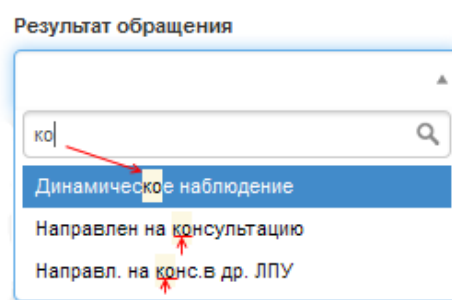 Результат обращения
ко
Динамическое наблюдение
Направлен на консультацию
Направл. на конс.в др. ЛПУ